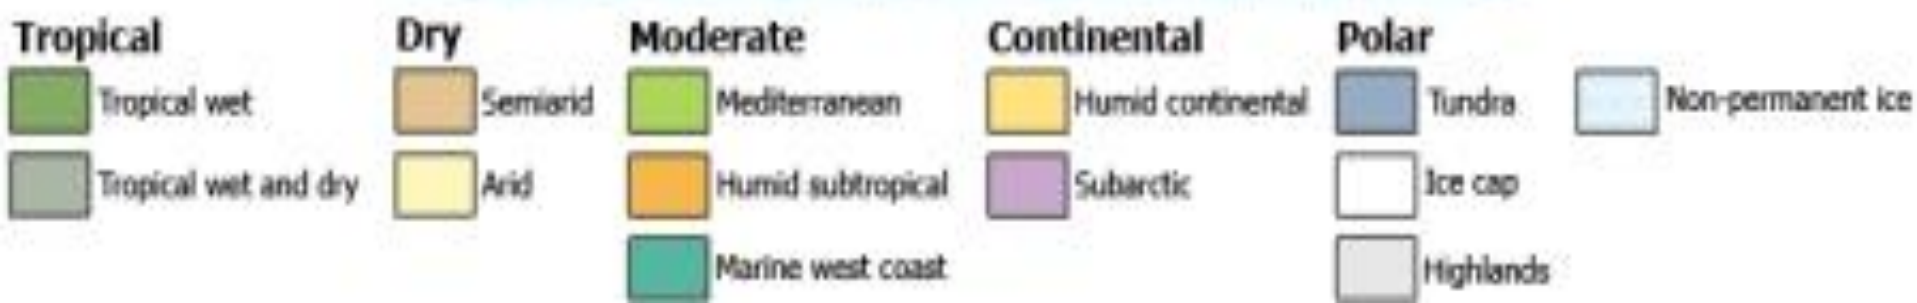 Tropical
Tropical wet
Tropical wet and dry
Dry
Semiarid
Arid
Moderate
Mediterranean
Humid subtropical
Marine west coast
Continental
Humid continental
Subarctic
Polar
Tundra
Ice cap
Highlands
Non-permanent ice